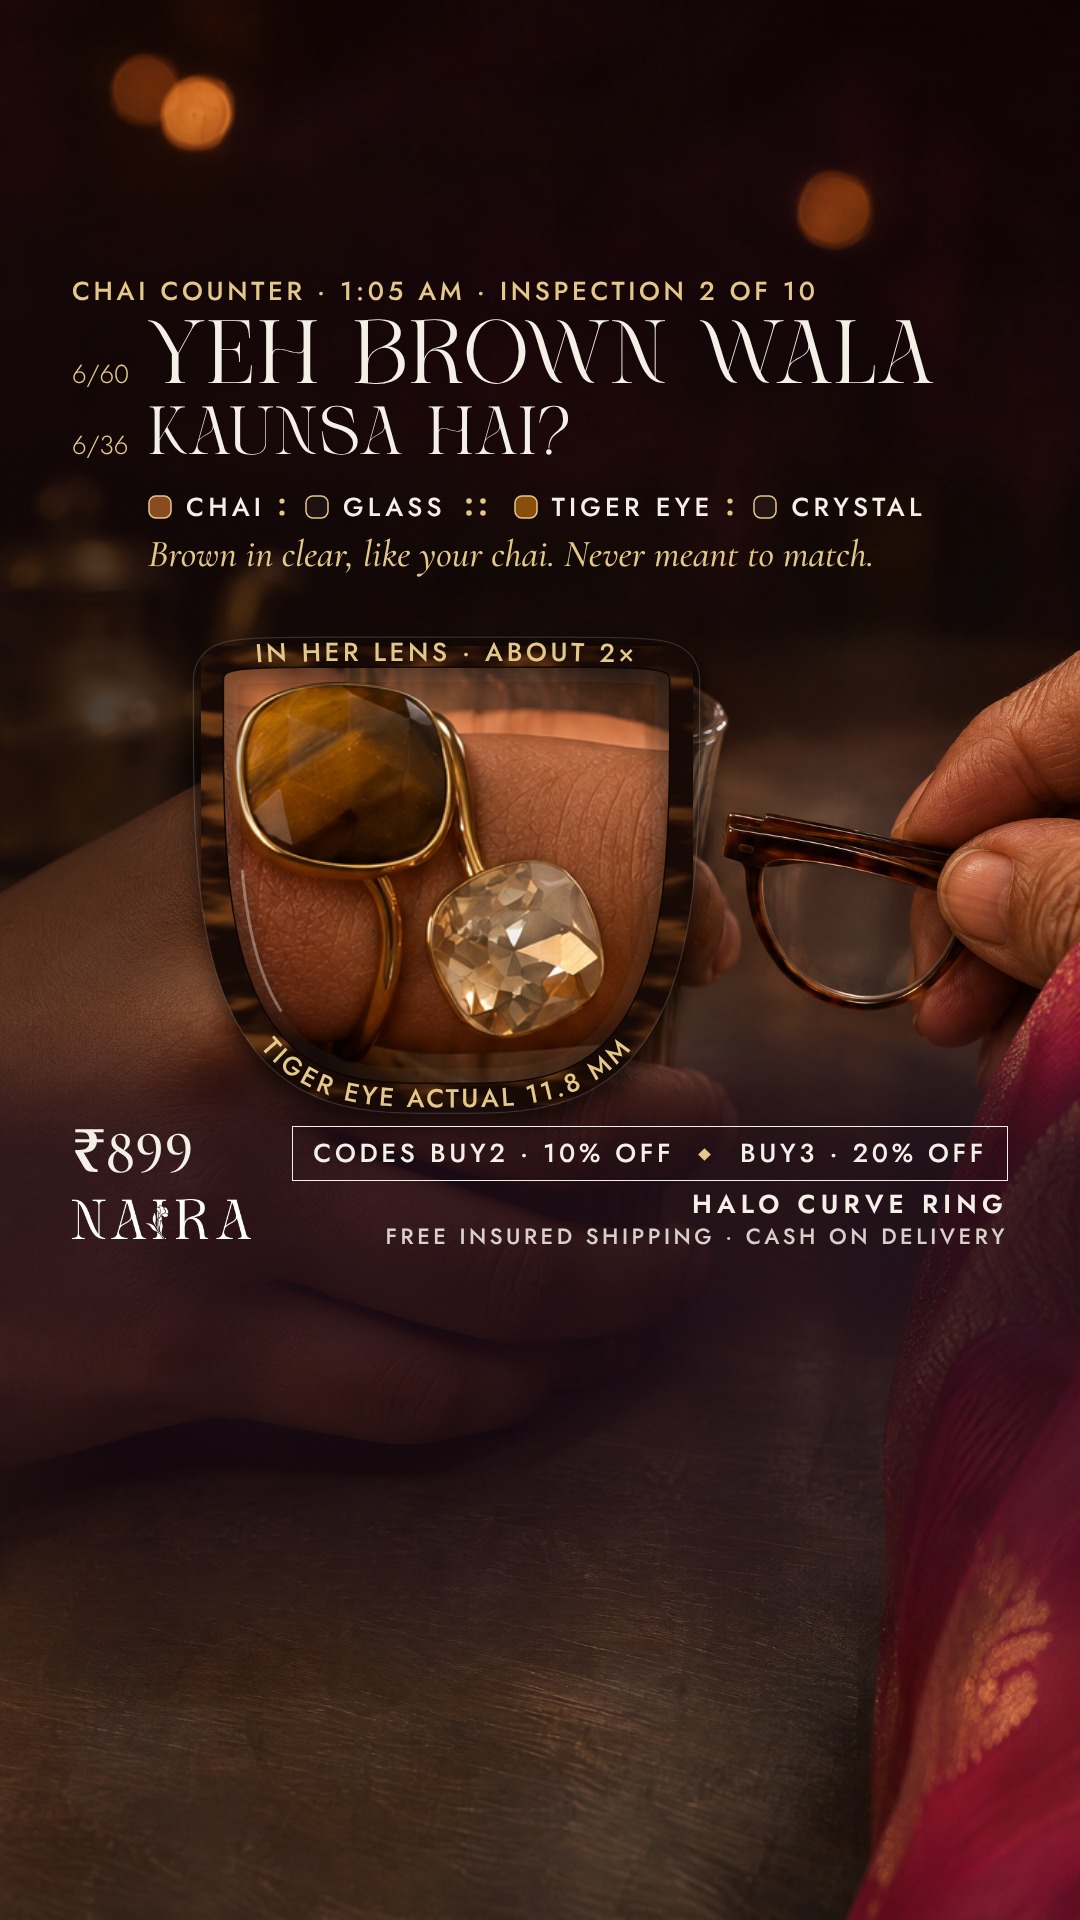 CHAI COUNTER · 1:05 AM · INSPECTION 2 OF 10
6/60 YEH BROWN WALA
6/36 KAUNSA HAI?
CHAI : GLASS :: TIGER EYE : CRYSTAL
Brown in clear, like your chai. Never meant to match.
IN HER LENS · ABOUT 2×
TIGER EYE ACTUAL 11.8 MM
₹899
CODES BUY2 · 10% OFF ◆ BUY3 · 20% OFF
NAIRA
HALO CURVE RING
FREE INSURED SHIPPING · CASH ON DELIVERY